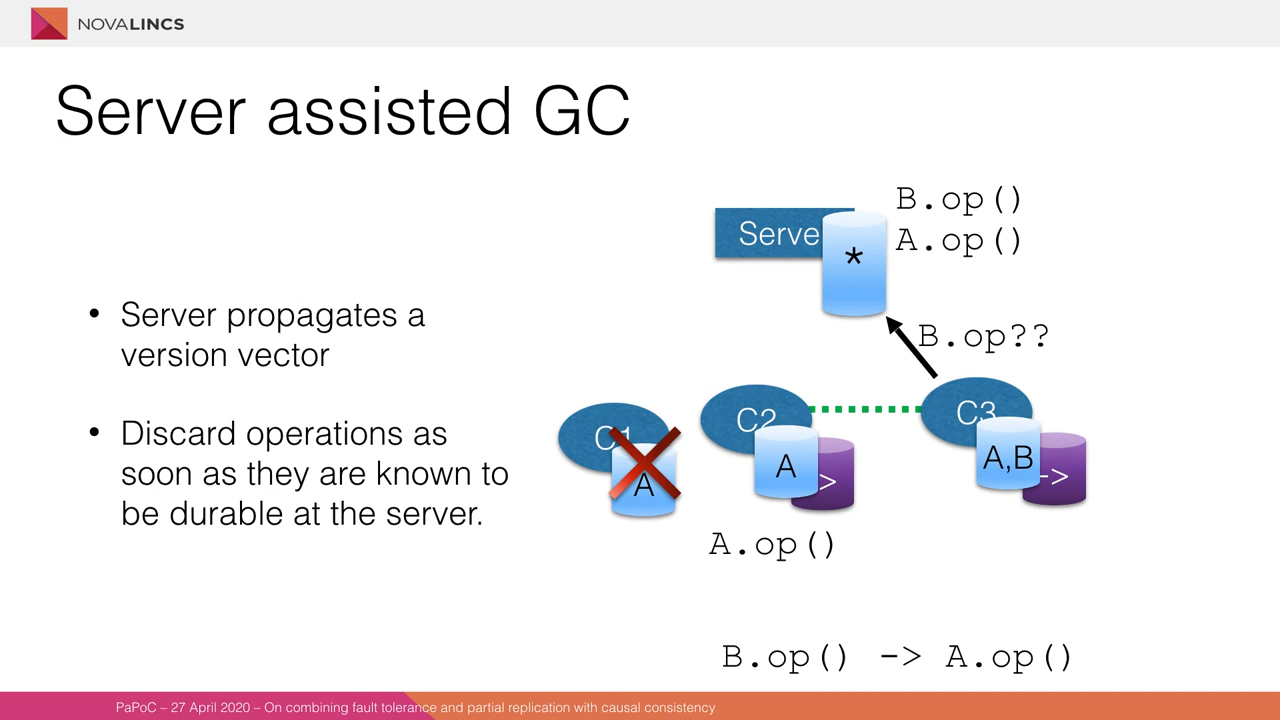 NOVALINCS
Server assisted GC
• Server propagates a
version vector
• Discard operations as
soon as they are known to
be durable at the server.
B.op()
Serve
*
A.op()
B.op??
C1
C2
C3
A
A
>
A,B
->
A.op()
B.op() -> A.op()
PaPoC – 27 April 2020 – On combining fault tolerance and partial replication with causal consistency